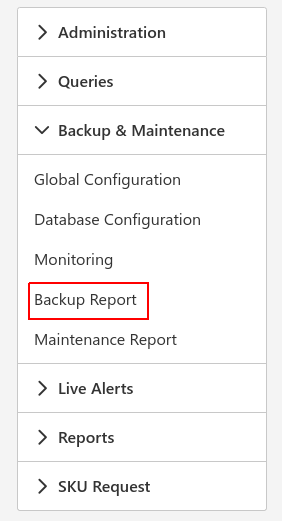 Administration
Queries
Backup & Maintenance
Global Configuration
Database Configuration
Monitoring
Backup Report
Maintenance Report
Live Alerts
Reports
SKU Request